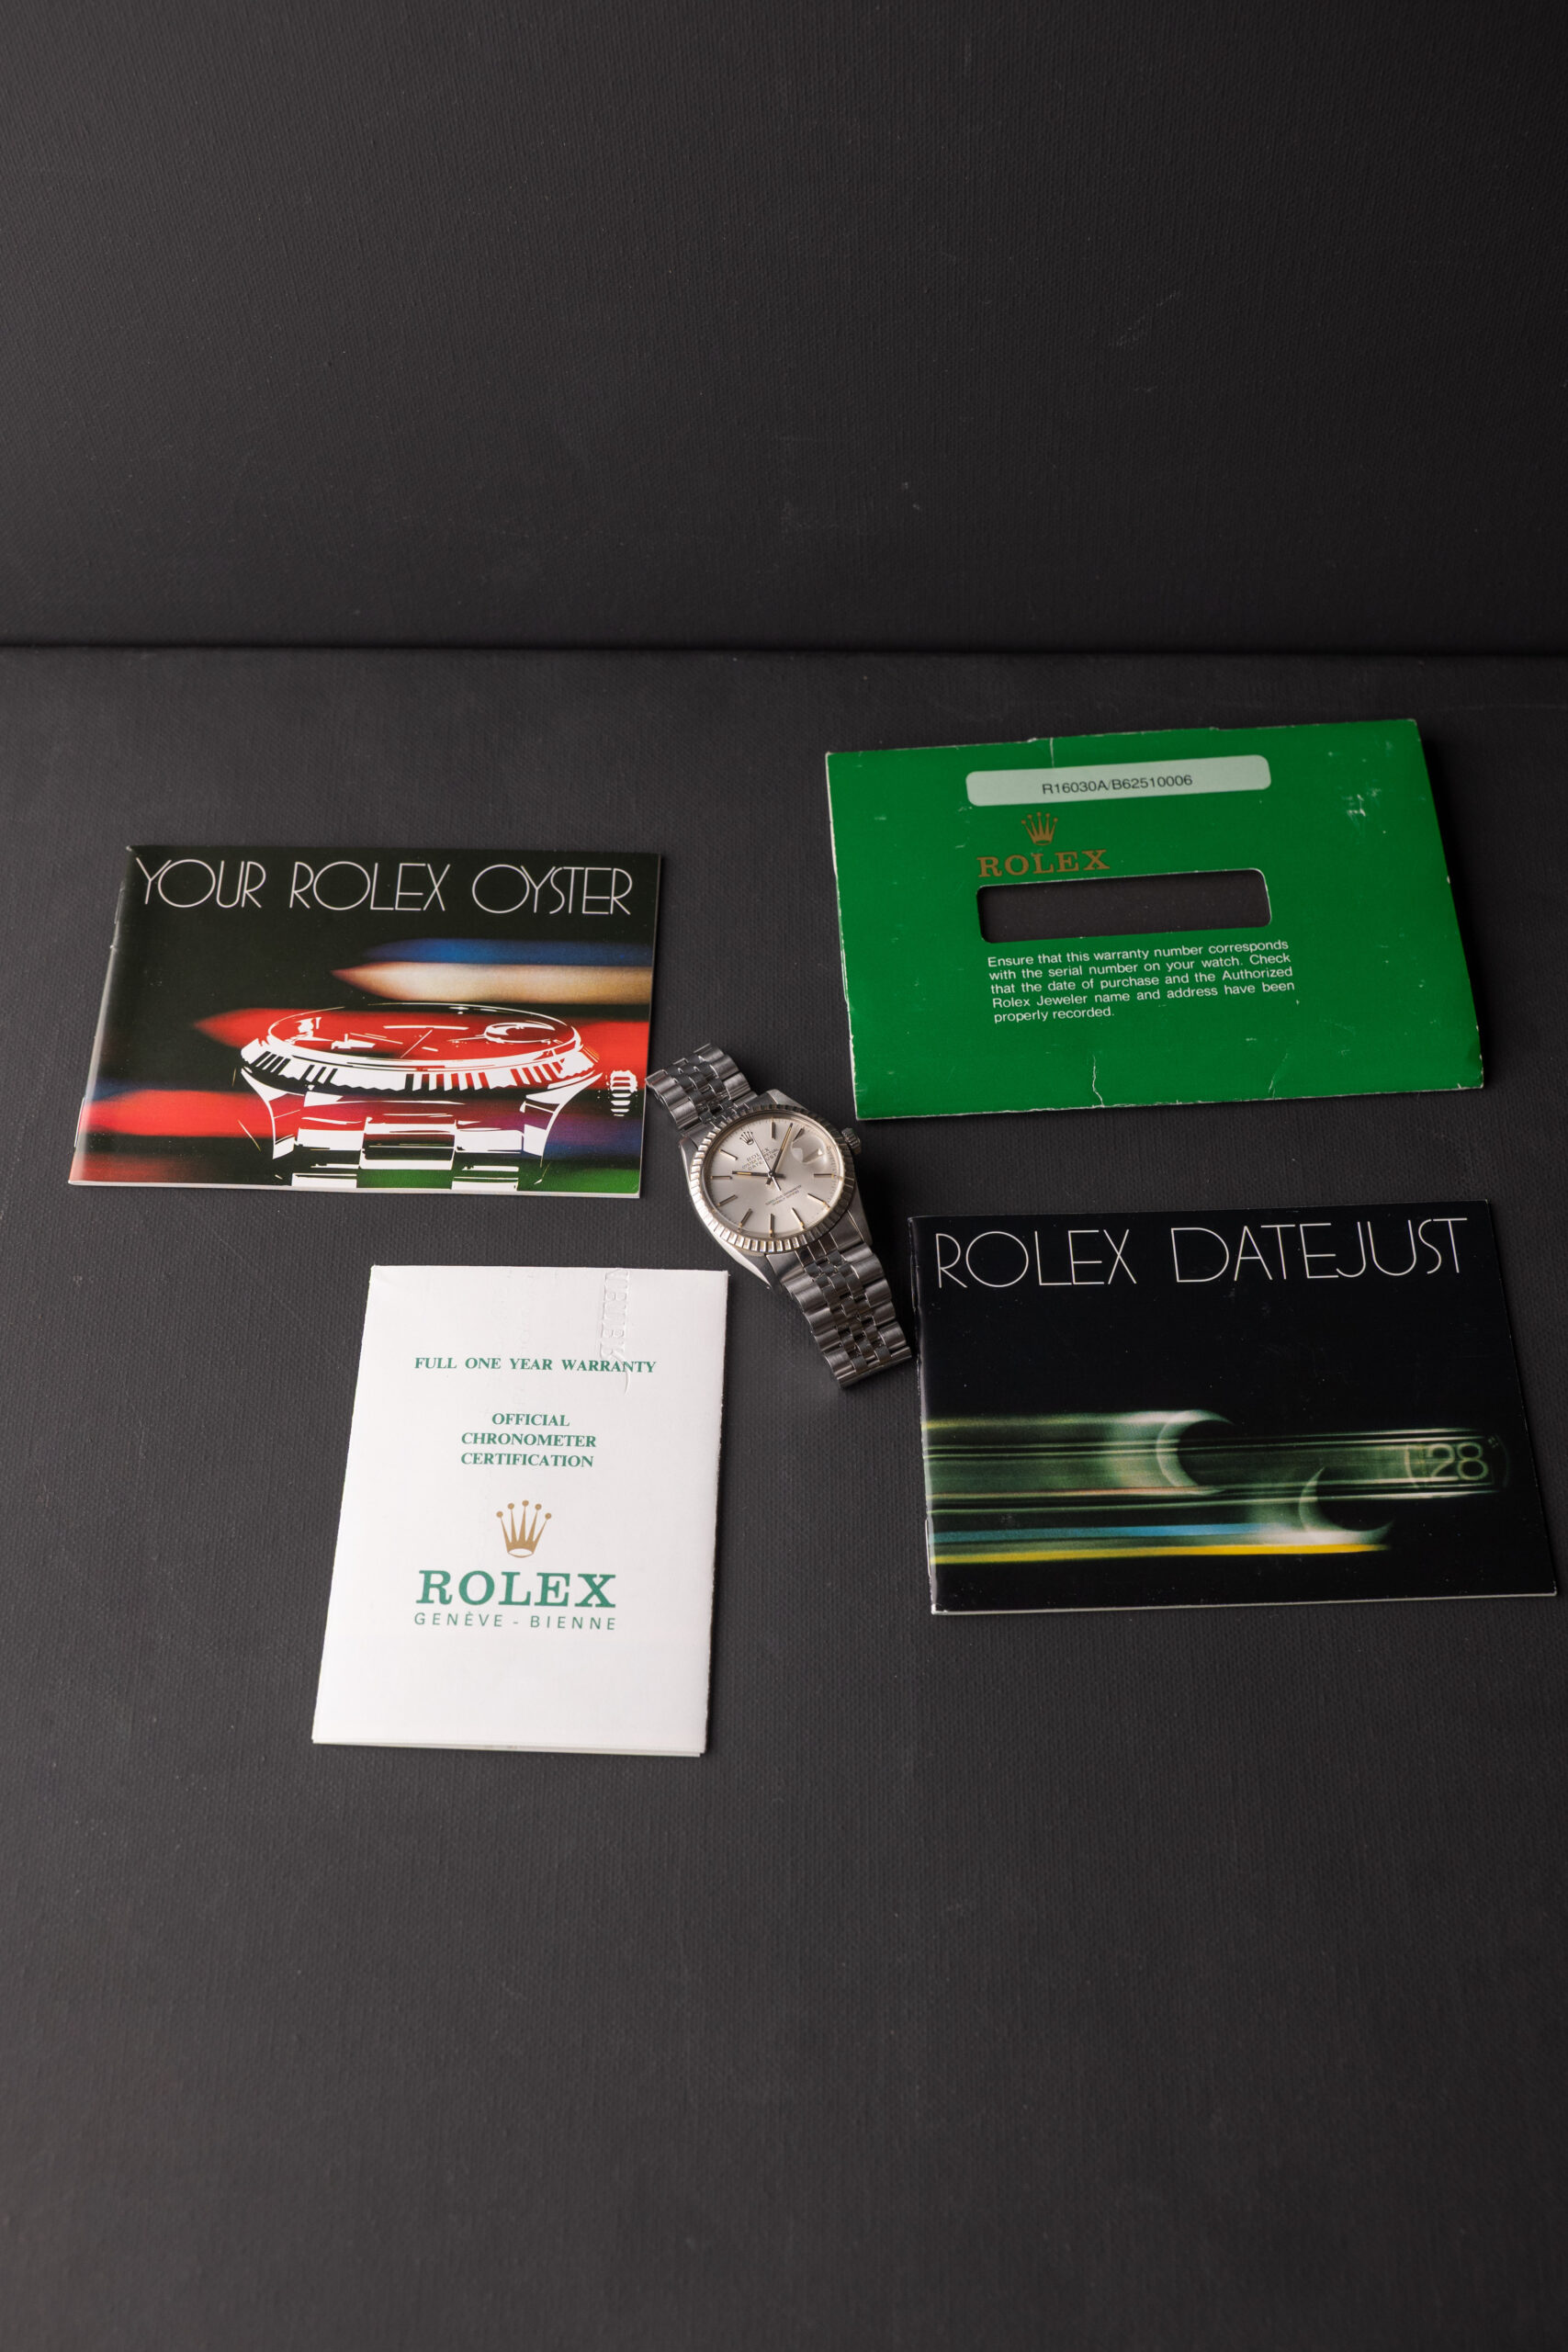 YOUR ROLEX OYSTER
R16030A/B62510006
ROLEX
Ensure that this warranty number corresponds
with the serial number on your watch. Check
that the date of purchase and the Authorized
Rolex Jeweler name and address have been
properly recorded.
ROLEX
ROLEX DATEJUST
28
FULL ONE YEAR WARRANTY
OFFICIAL
CHRONOMETER
CERTIFICATION
ROLEX
GENÈVE - BIENNE